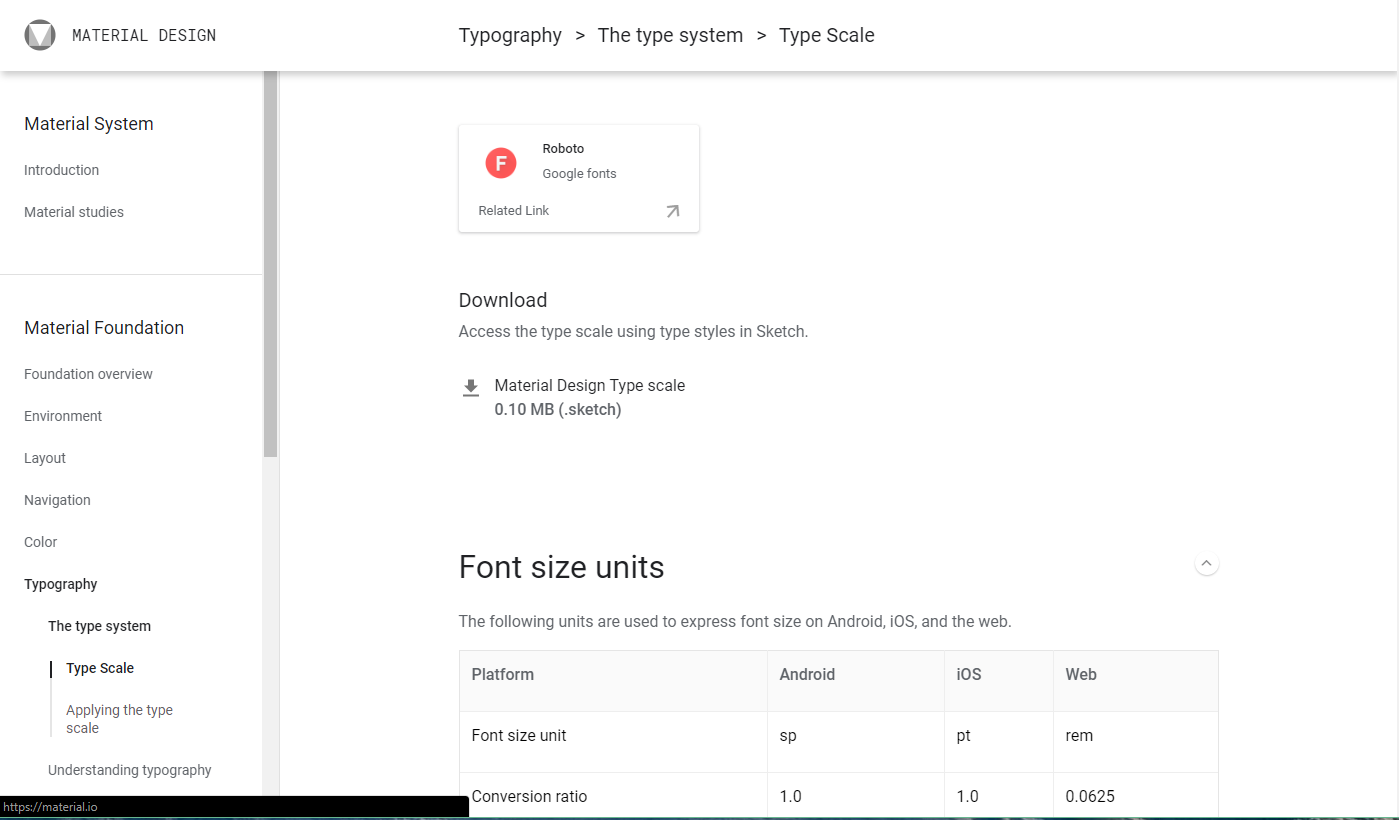 MATERIAL DESIGN
Typography > The type system > Type Scale
Material System
Introduction
Material studies
Material Foundation
Foundation overview
Environment
Layout
Navigation
Color
Typography
The type system
Type Scale
Applying the type
scale
Understanding typography
https://material.io
F
Roboto
Google fonts
Related Link
Download
Access the type scale using type styles in Sketch.
Material Design Type scale
0.10 MB (.sketch)
Font size units
The following units are used to express font size on Android, iOS, and the web.
Platform Android iOS Web
Font size unit sp pt rem
Conversion ratio 1.0 1.0 0.0625